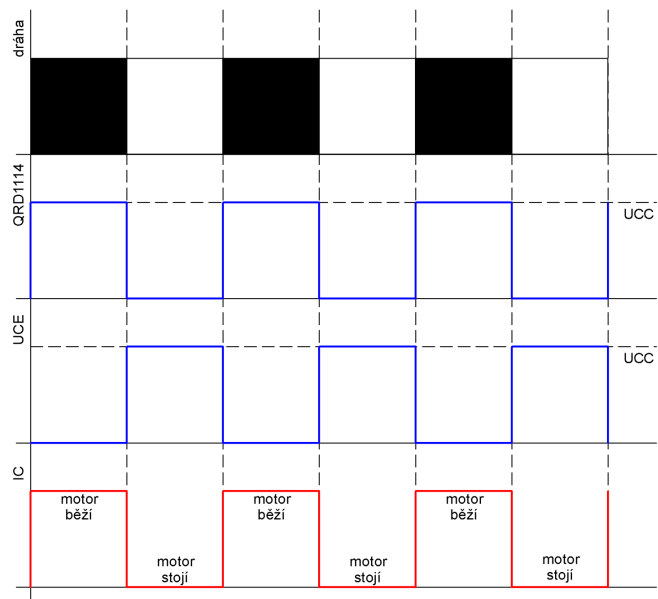 dráha
QRD1114
UCC
UCE
UCC
IC
motor
běží
motor
běží
motor
běží
motor
stojí
motor
stojí
motor
stojí